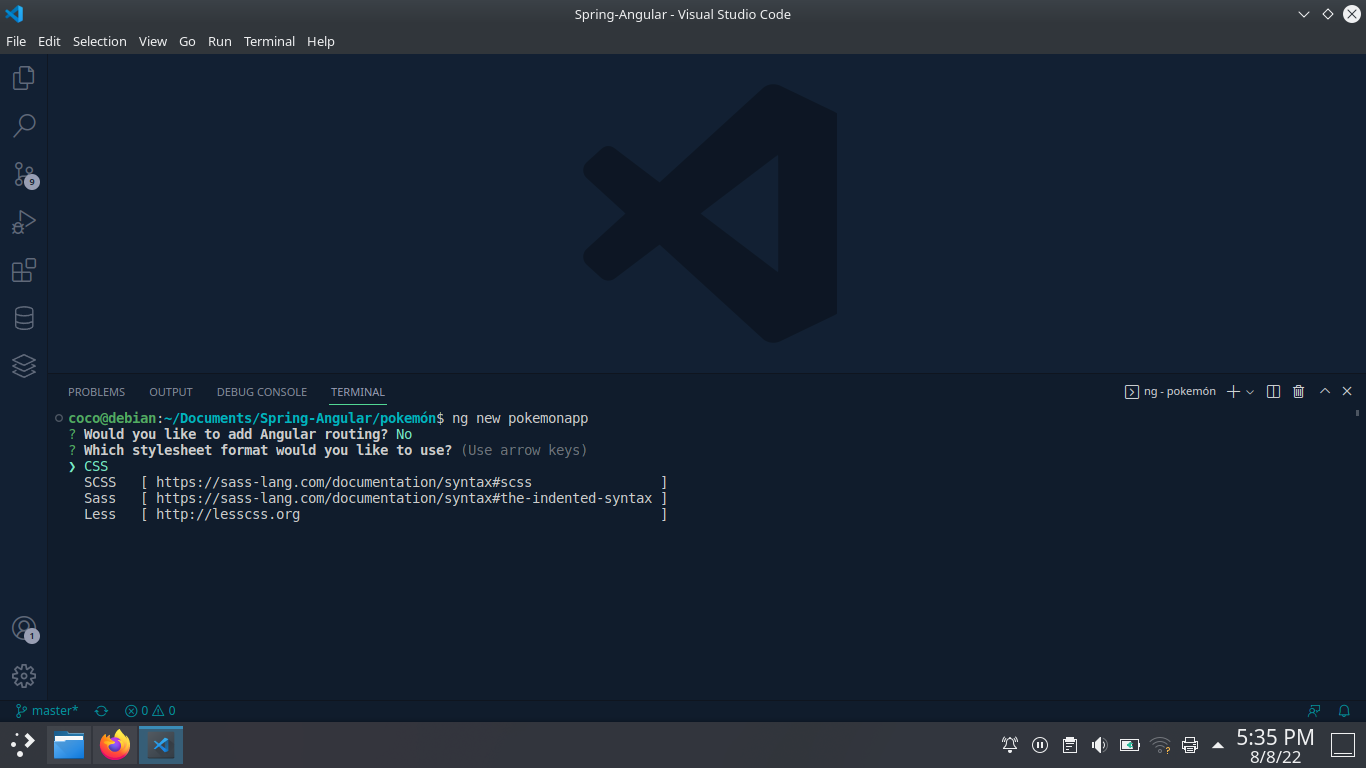 Spring-Angular - Visual Studio Code
File Edit Selection View Go Run Terminal Help
9
PROBLEMS OUTPUT DEBUG CONSOLE TERMINAL
ng - pokemón
coco@debian:~/Documents/Spring-Angular/pokemón$ ng new pokemonapp
? Would you like to add Angular routing? No
? Which stylesheet format would you like to use? (Use arrow keys)
❯ CSS
SCSS [ https://sass-lang.com/documentation/syntax#scss ]
Sass [ https://sass-lang.com/documentation/syntax#the-indented-syntax ]
Less [ http://lesscss.org ]
1
master* 0 0
5:35 PM
8/8/22